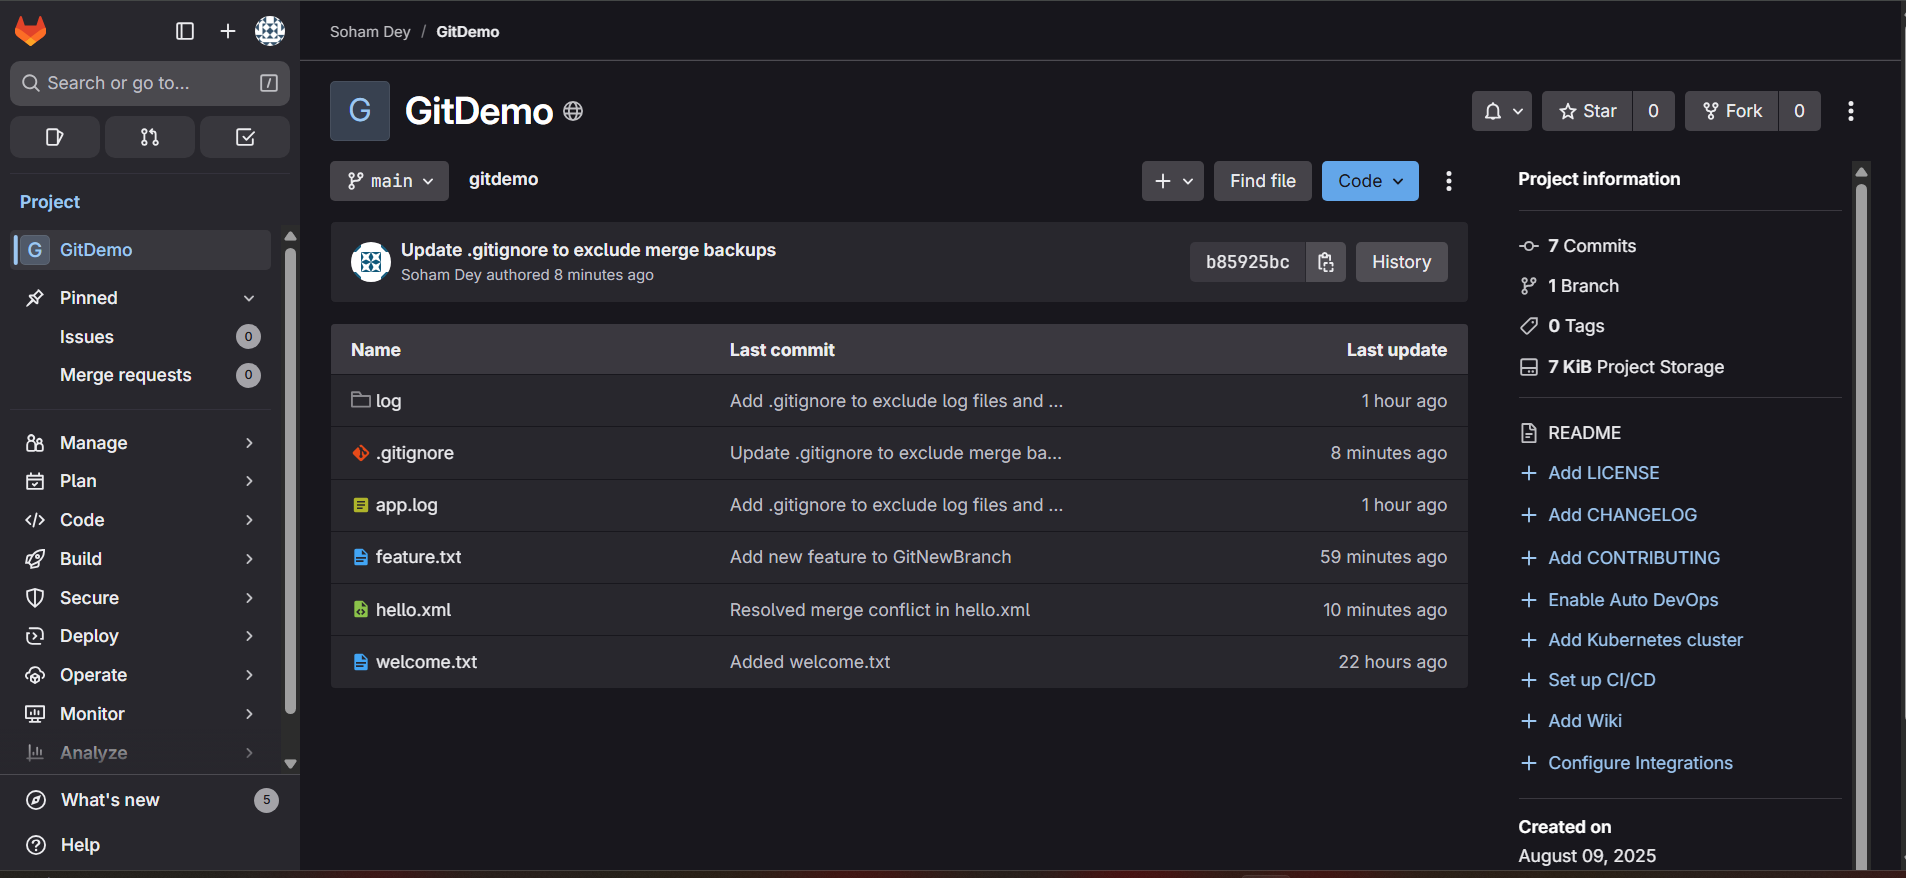 Soham Dey / GitDemo
Search or go to...
/
Project
G GitDemo
Pinned
Issues 0
Merge requests 0
Manage
Plan
Code
Build
Secure
Deploy
Operate
Monitor
Analyze
What's new 5
Help
G GitDemo
Star 0
Fork 0
main
gitdemo
Find file
Code
Update .gitignore to exclude merge backups
Soham Dey authored 8 minutes ago
b85925bc
History
Name Last commit Last update
log Add .gitignore to exclude log files and ... 1 hour ago
.gitignore Update .gitignore to exclude merge ba... 8 minutes ago
app.log Add .gitignore to exclude log files and ... 1 hour ago
feature.txt Add new feature to GitNewBranch 59 minutes ago
hello.xml Resolved merge conflict in hello.xml 10 minutes ago
welcome.txt Added welcome.txt 22 hours ago
Project information
7 Commits
1 Branch
0 Tags
7 KiB Project Storage
README
Add LICENSE
Add CHANGELOG
Add CONTRIBUTING
Enable Auto DevOps
Add Kubernetes cluster
Set up CI/CD
Add Wiki
Configure Integrations
Created on
August 09, 2025